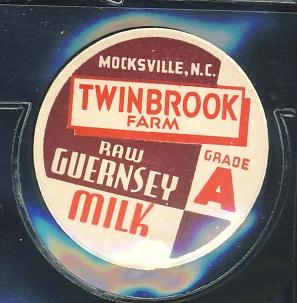 MOCKSVILLE, N.C.
TWINBROOK
FARM
RAW
GUERNSEY
MILK
GRADE
A